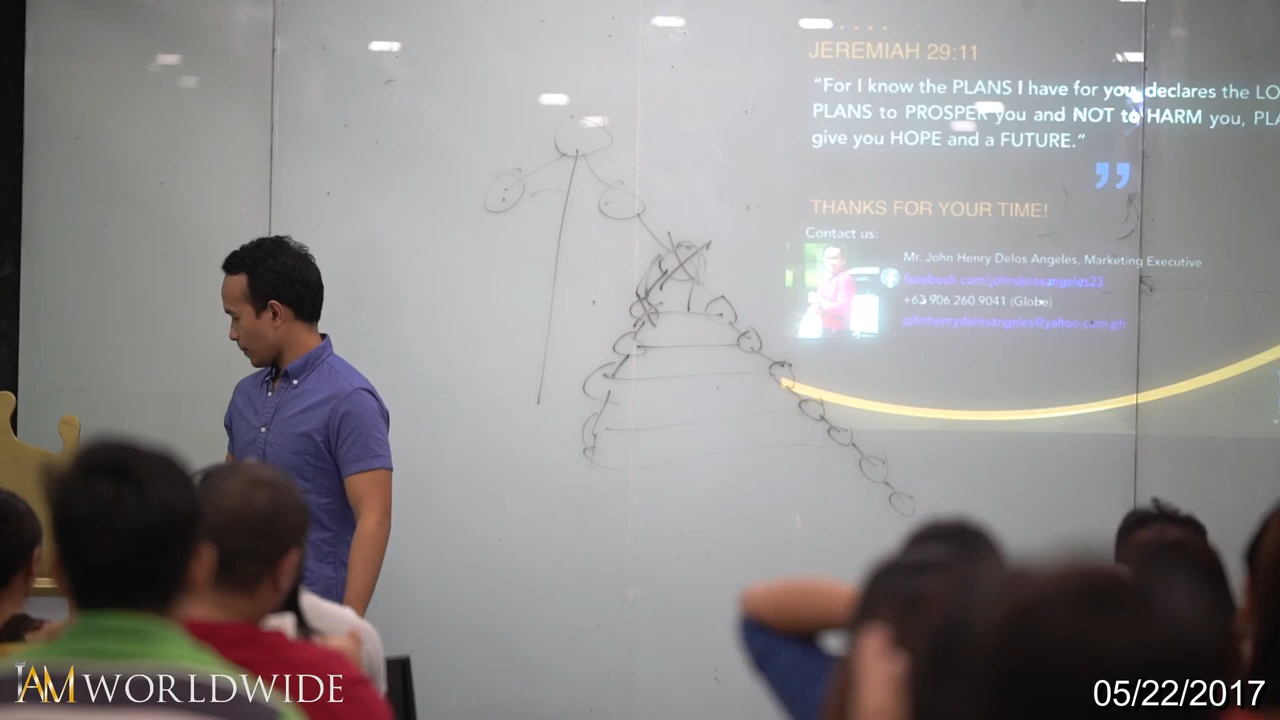 JEREMIAH 29:11
"For I know the PLANS I have for you, declares the LO
PLANS to PROSPER you and NOT to HARM you, PLA
give you HOPE and a FUTURE."
THANKS FOR YOUR TIME!
Contact us:
Mr. John Henry Delos Angeles, Marketing Executive
facebook.com/johndelosangelos23
+63 906 260 9041 (Globe)
johnhenrydelosangeles@yahoo.com.ph
IAM WORLDWIDE
05/22/2017